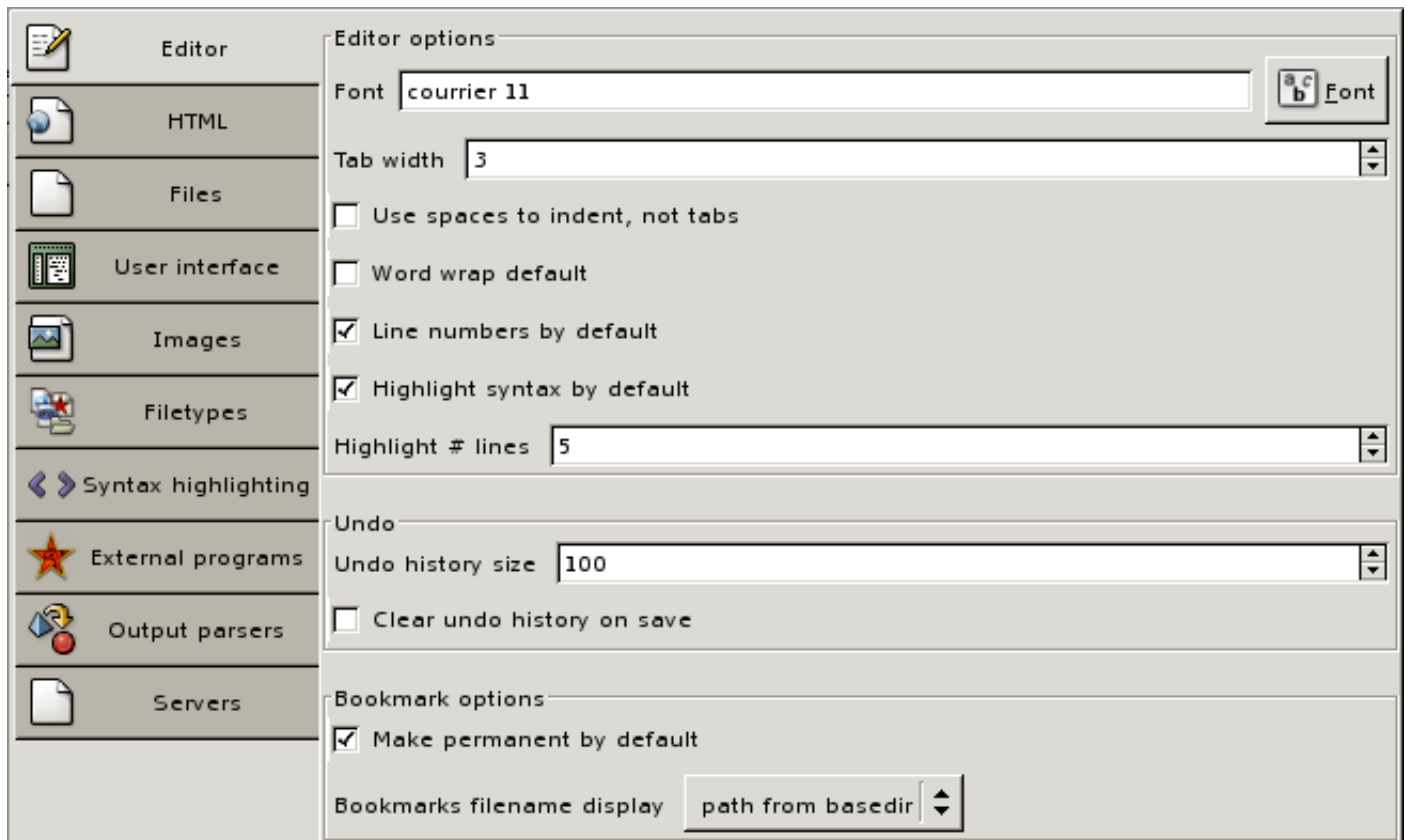 Editor
HTML
Files
User interface
Images
Filetypes
Syntax highlighting
External programs
Output parsers
Servers
Editor options
Font courrier 11 a c b Font
Tab width 3
Use spaces to indent, not tabs
Word wrap default
Line numbers by default
Highlight syntax by default
Highlight # lines 5
Undo
Undo history size 100
Clear undo history on save
Bookmark options
Make permanent by default
Bookmarks filename display path from basedir